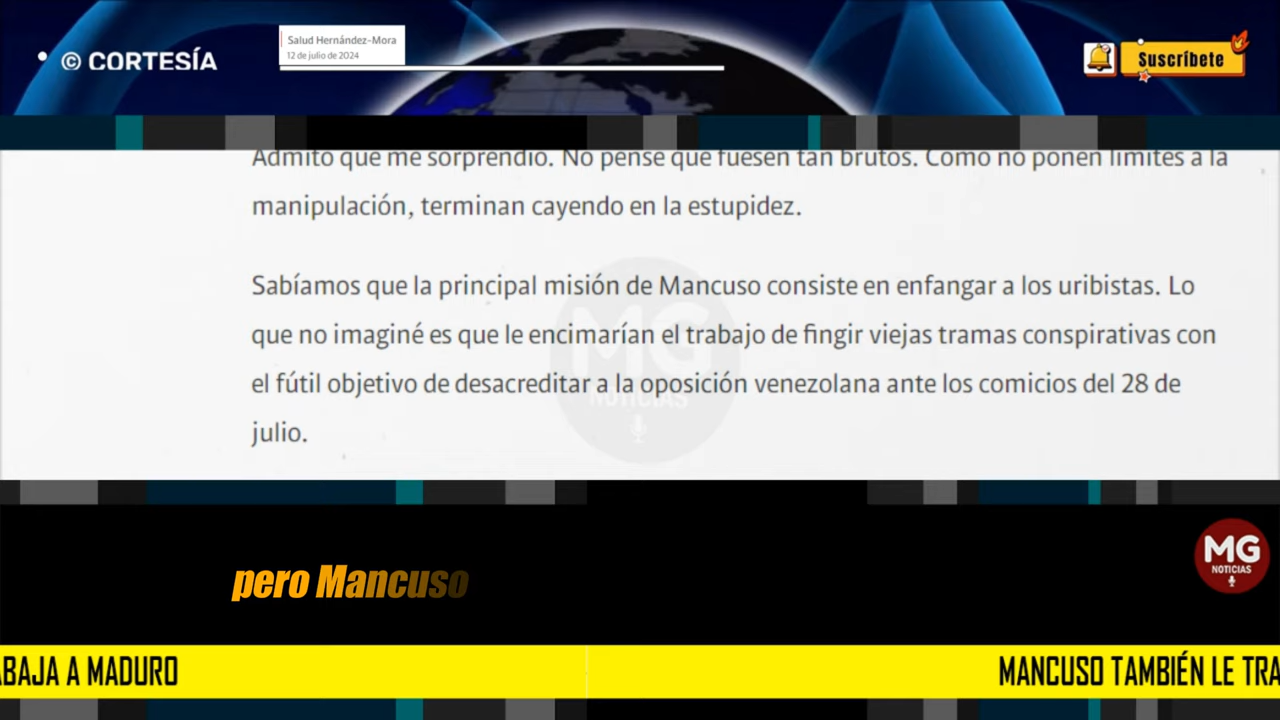 © CORTESÍA
Salud Hernández-Mora
12 de julio de 2024
Suscríbete
Admito que me sorprendió. No pensé que fuesen tan brutos. Como no ponen límites a la
manipulación, terminan cayendo en la estupidez.
Sabíamos que la principal misión de Mancuso consiste en enfangar a los uribistas. Lo
que no imaginé es que le encimarían el trabajo de fingir viejas tramas conspirativas con
el fútil objetivo de desacreditar a la oposición venezolana ante los comicios del 28 de
julio.
MG
NOTICIAS
pero Mancuso
MG
NOTICIAS
ABAJA A MADURO
MANCUSO TAMBIÉN LE TRA